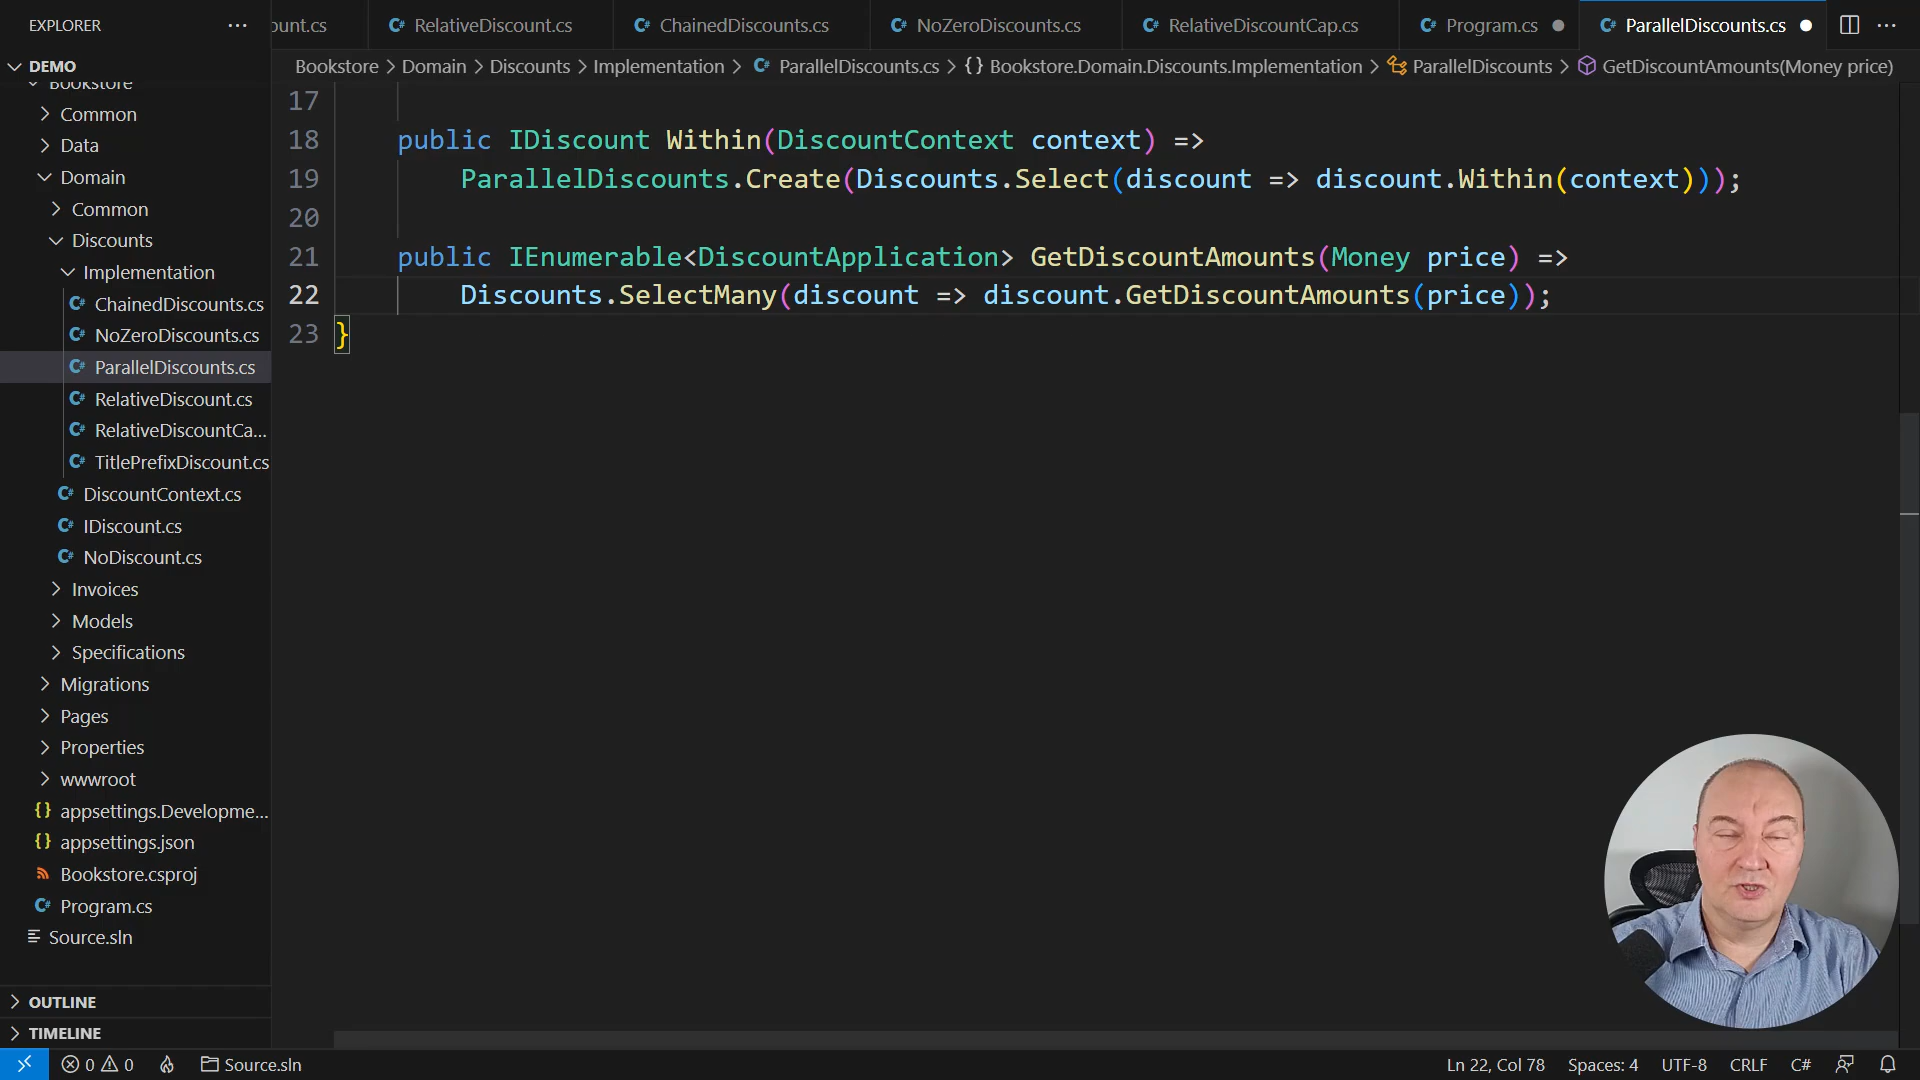 EXPLORER
DEMO
Bookstore
Common
Data
Domain
Common
Discounts
Implementation
ChainedDiscounts.cs
NoZeroDiscounts.cs
ParallelDiscounts.cs
RelativeDiscount.cs
RelativeDiscountCa...
TitlePrefixDiscount.cs
DiscountContext.cs
IDiscount.cs
NoDiscount.cs
Invoices
Models
Specifications
Migrations
Pages
Properties
wwwroot
appsettings.Developme...
appsettings.json
Bookstore.csproj
Program.cs
Source.sln
OUTLINE
TIMELINE
ount.cs RelativeDiscount.cs ChainedDiscounts.cs NoZeroDiscounts.cs RelativeDiscountCap.cs Program.cs ParallelDiscounts.cs
Bookstore > Domain > Discounts > Implementation > ParallelDiscounts.cs > {} Bookstore.Domain.Discounts.Implementation > ParallelDiscounts > GetDiscountAmounts(Money price)
17
18 public IDiscount Within(DiscountContext context) =>
19 ParallelDiscounts.Create(Discounts.Select(discount => discount.Within(context)));
20
21 public IEnumerable<DiscountApplication> GetDiscountAmounts(Money price) =>
22 Discounts.SelectMany(discount => discount.GetDiscountAmounts(price));
23 }
0 0 Source.sln Ln 22, Col 78 Spaces: 4 UTF-8 CRLF C#